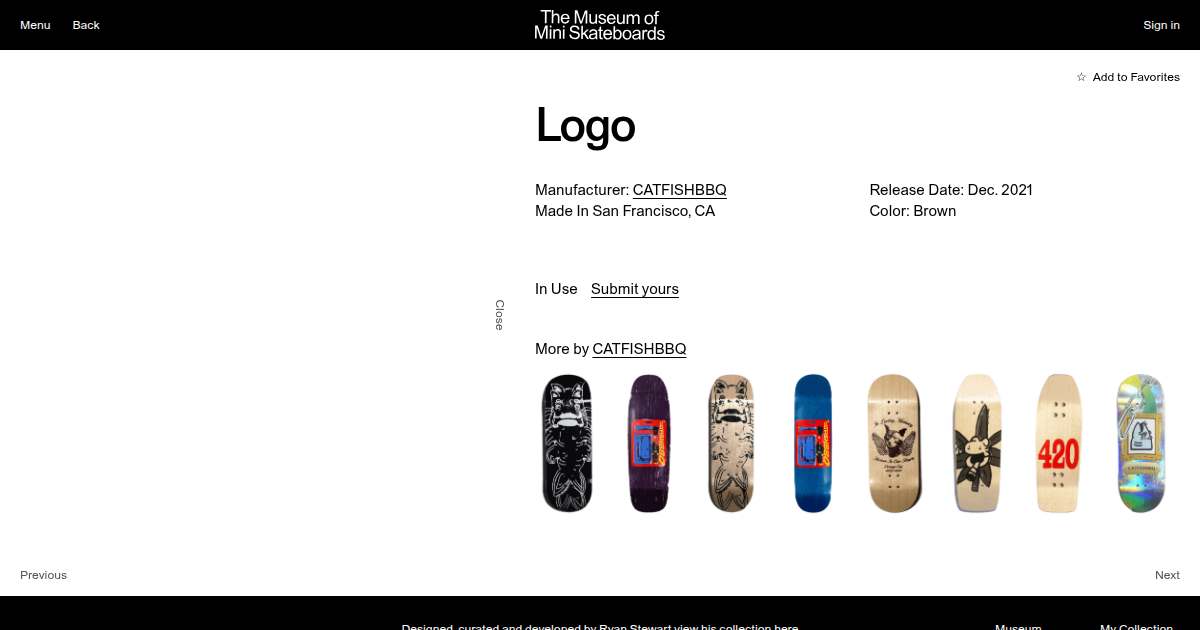 Menu
Back
The Museum of
Mini Skateboards
Sign in
☆ Add to Favorites
Logo
Manufacturer: CATFISHBBQ
Made In San Francisco, CA
Release Date: Dec. 2021
Color: Brown
In Use
Submit yours
Close
More by CATFISHBBQ
420
Previous
Next
Designed, curated and developed by Ryan Stewart view his collection here
Museum
My Collection